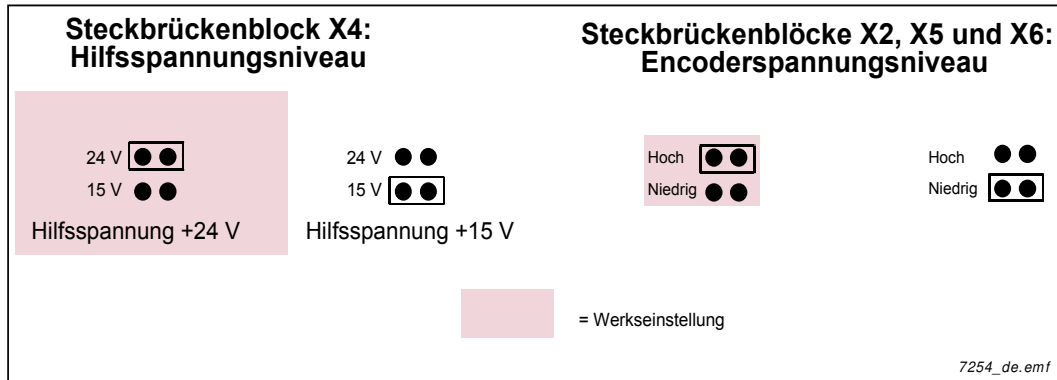 Steckbrückenblock X4:
Hilfsspannungsniveau
24 V
15 V
Hilfsspannung +24 V
24 V
15 V
Hilfsspannung +15 V
Steckbrückenblöcke X2, X5 und X6:
Encoderspannungsniveau
Hoch
Niedrig
Hoch
Niedrig
= Werkseinstellung
7254_de.emf